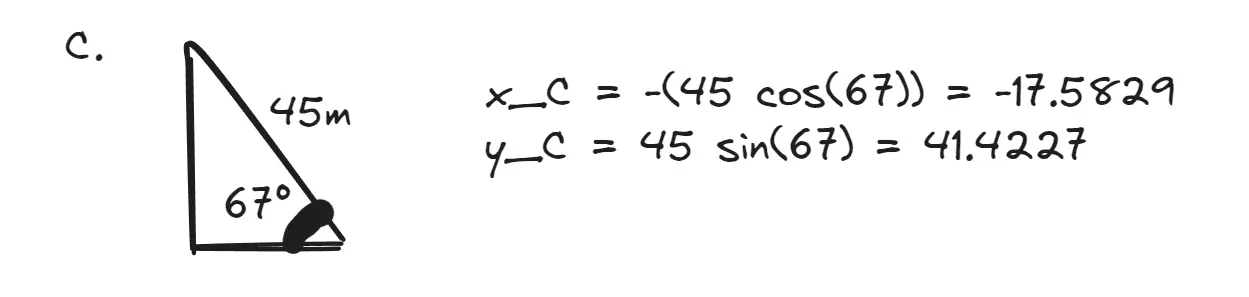 C.
45m
67°
x_C = -(45 cos(67)) = -17.5829
y_C = 45 sin(67) = 41.4227